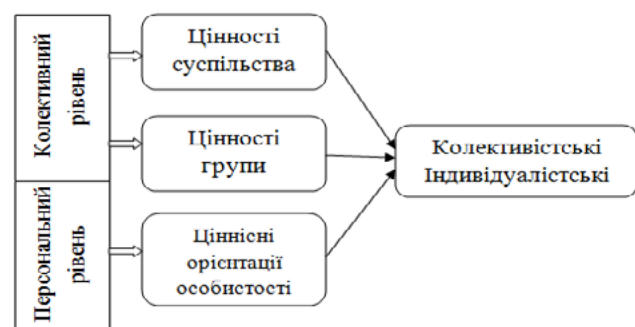 Колективний
рівень
Персональний
рівень
Цінності
суспільства
Цінності
групи
Ціннісні
орієнтації
особистості
Колективістські
Індивідуалістські